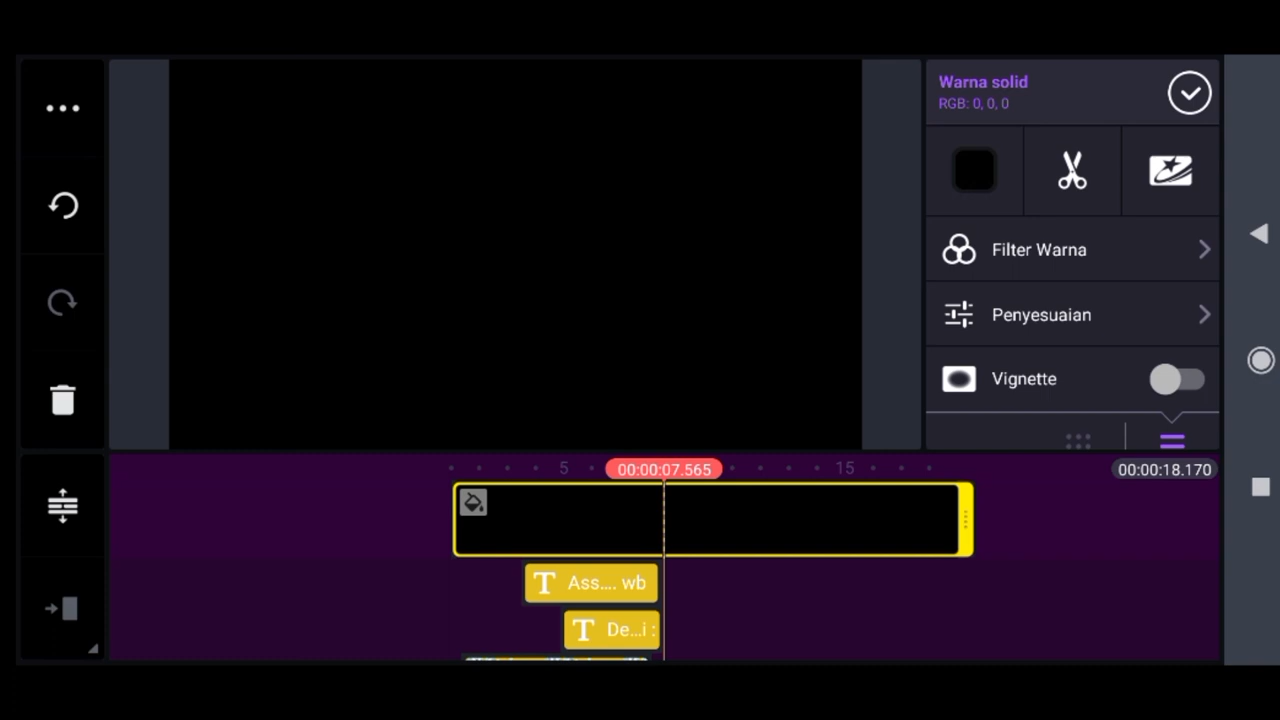 Warna solid
RGB: 0, 0, 0
Filter Warna
Penyesuaian
Vignette
5
00:00:07.565
15
00:00:18.170
T Ass.... wb
T De...i :